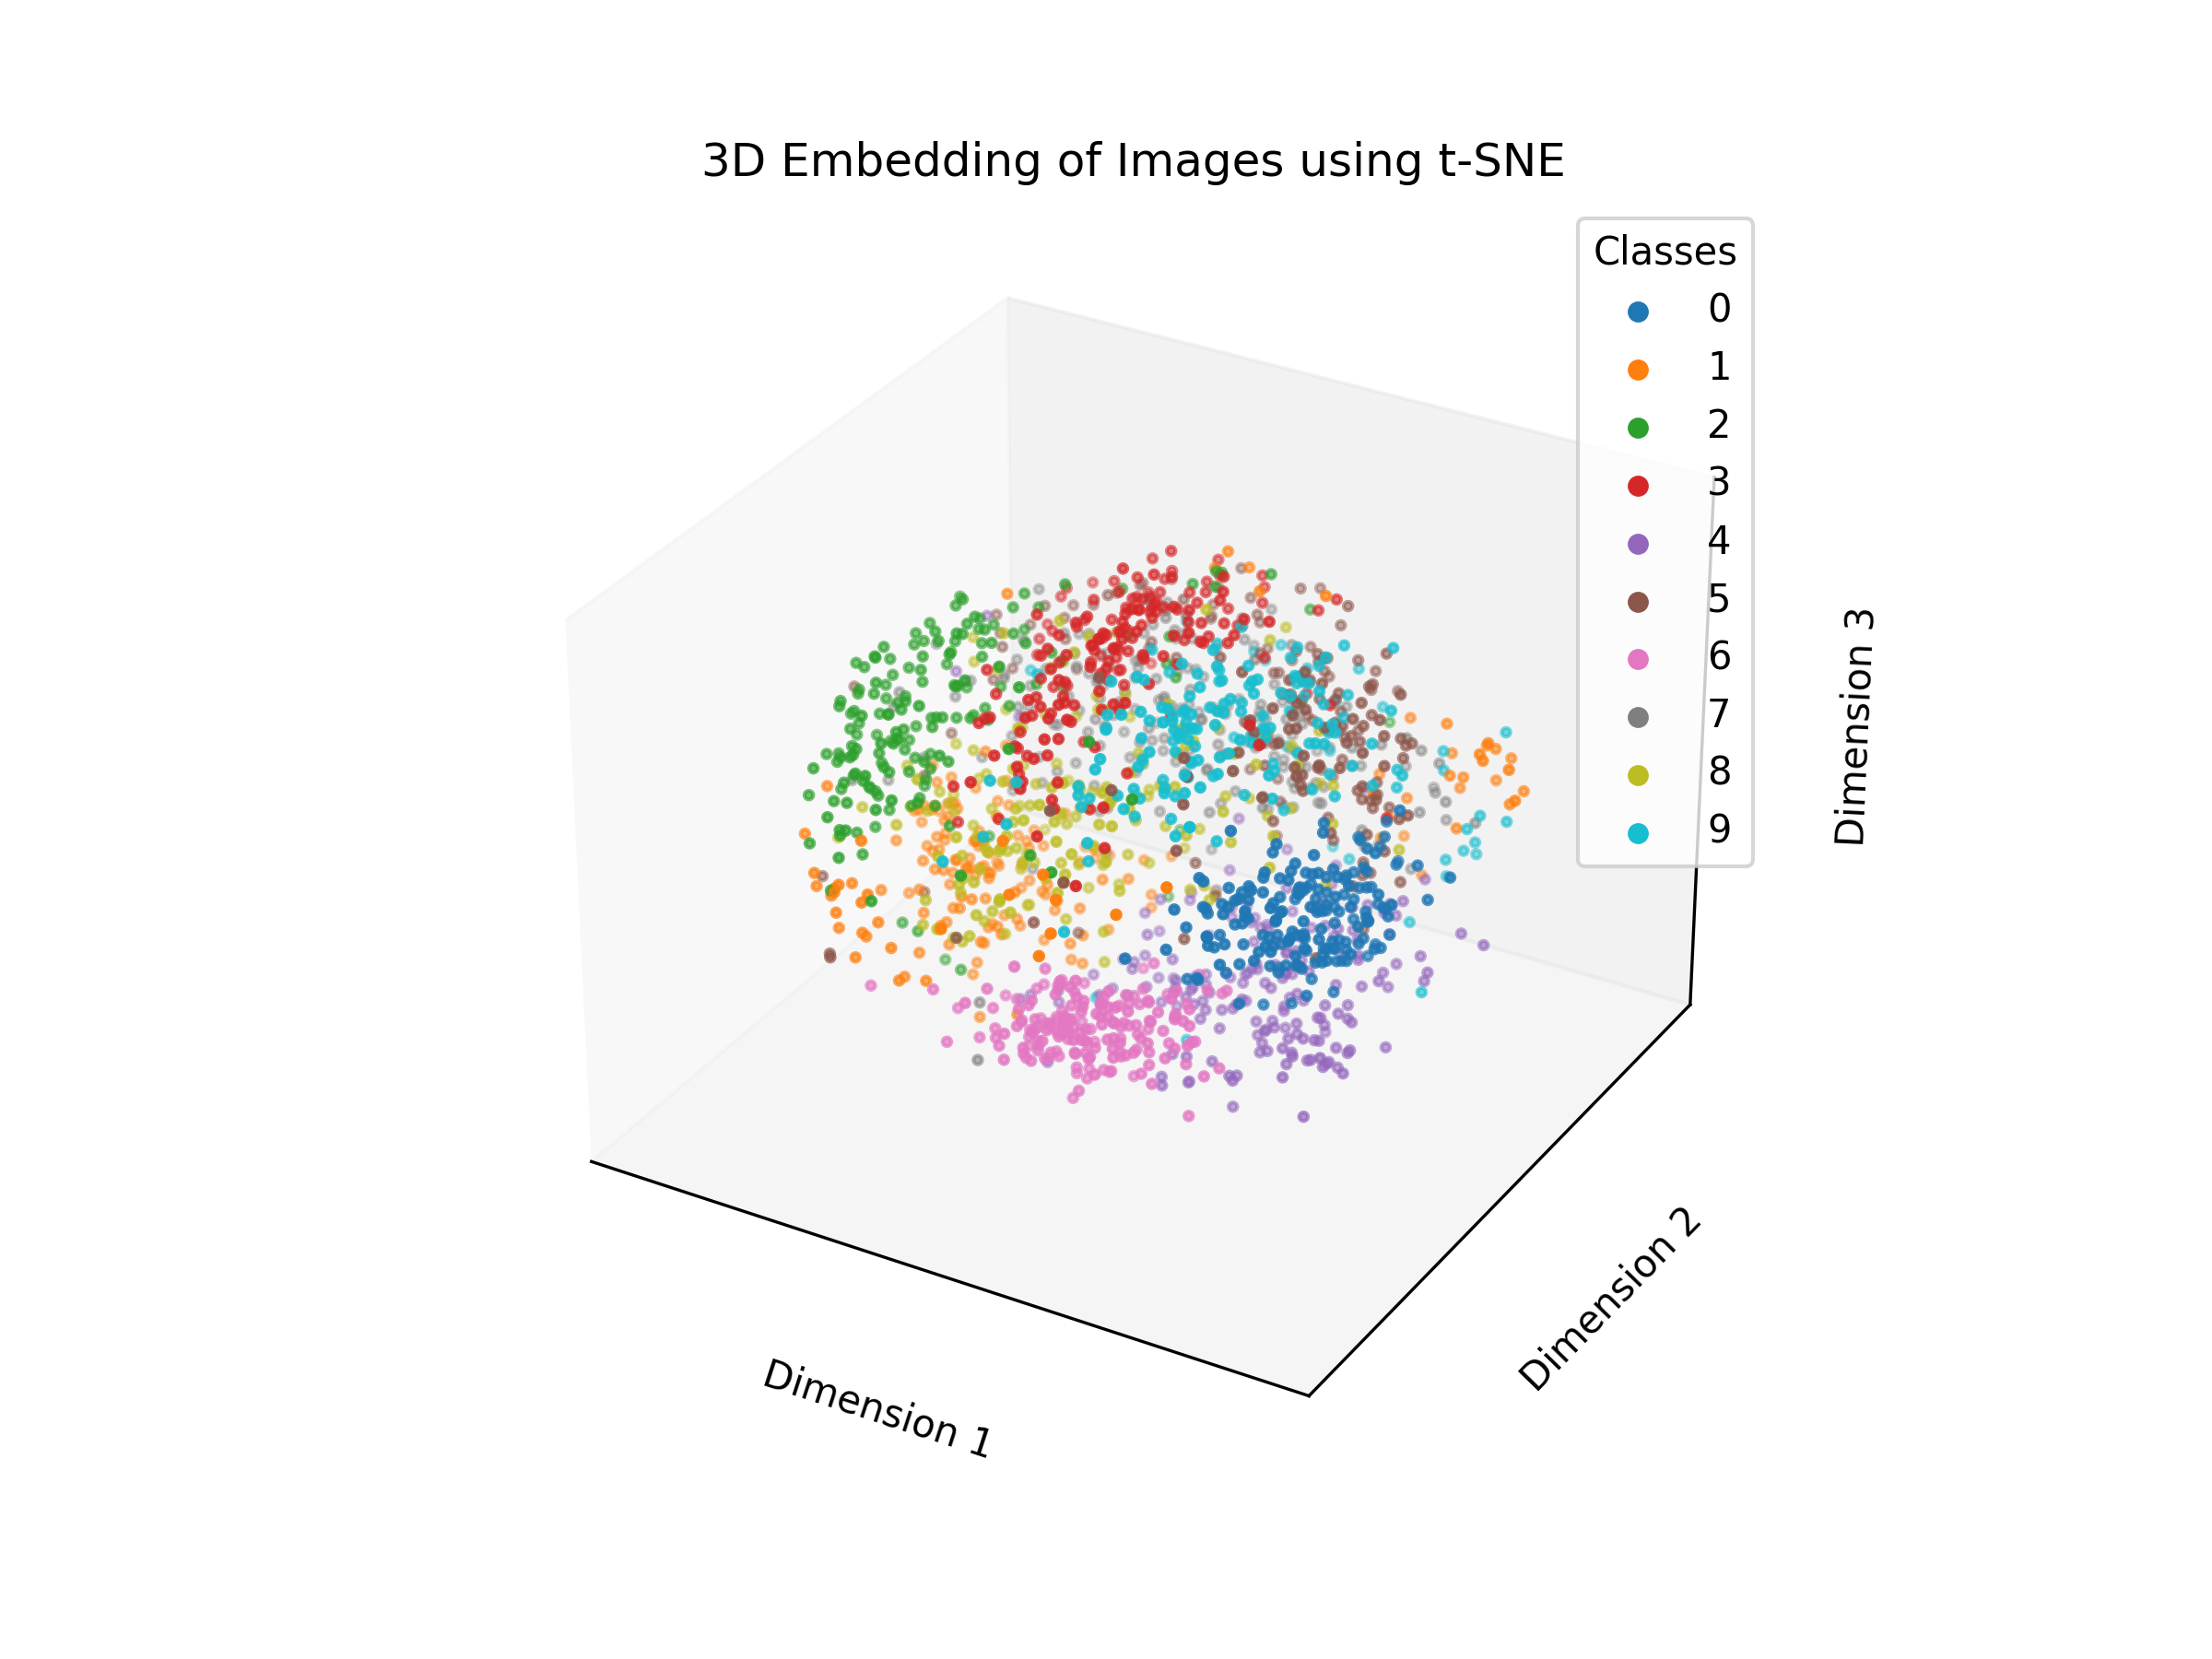 3D Embedding of Images using t-SNE
Classes
0
1
2
3
4
5
6
7
8
9
Dimension 3
Dimension 2
Dimension 1